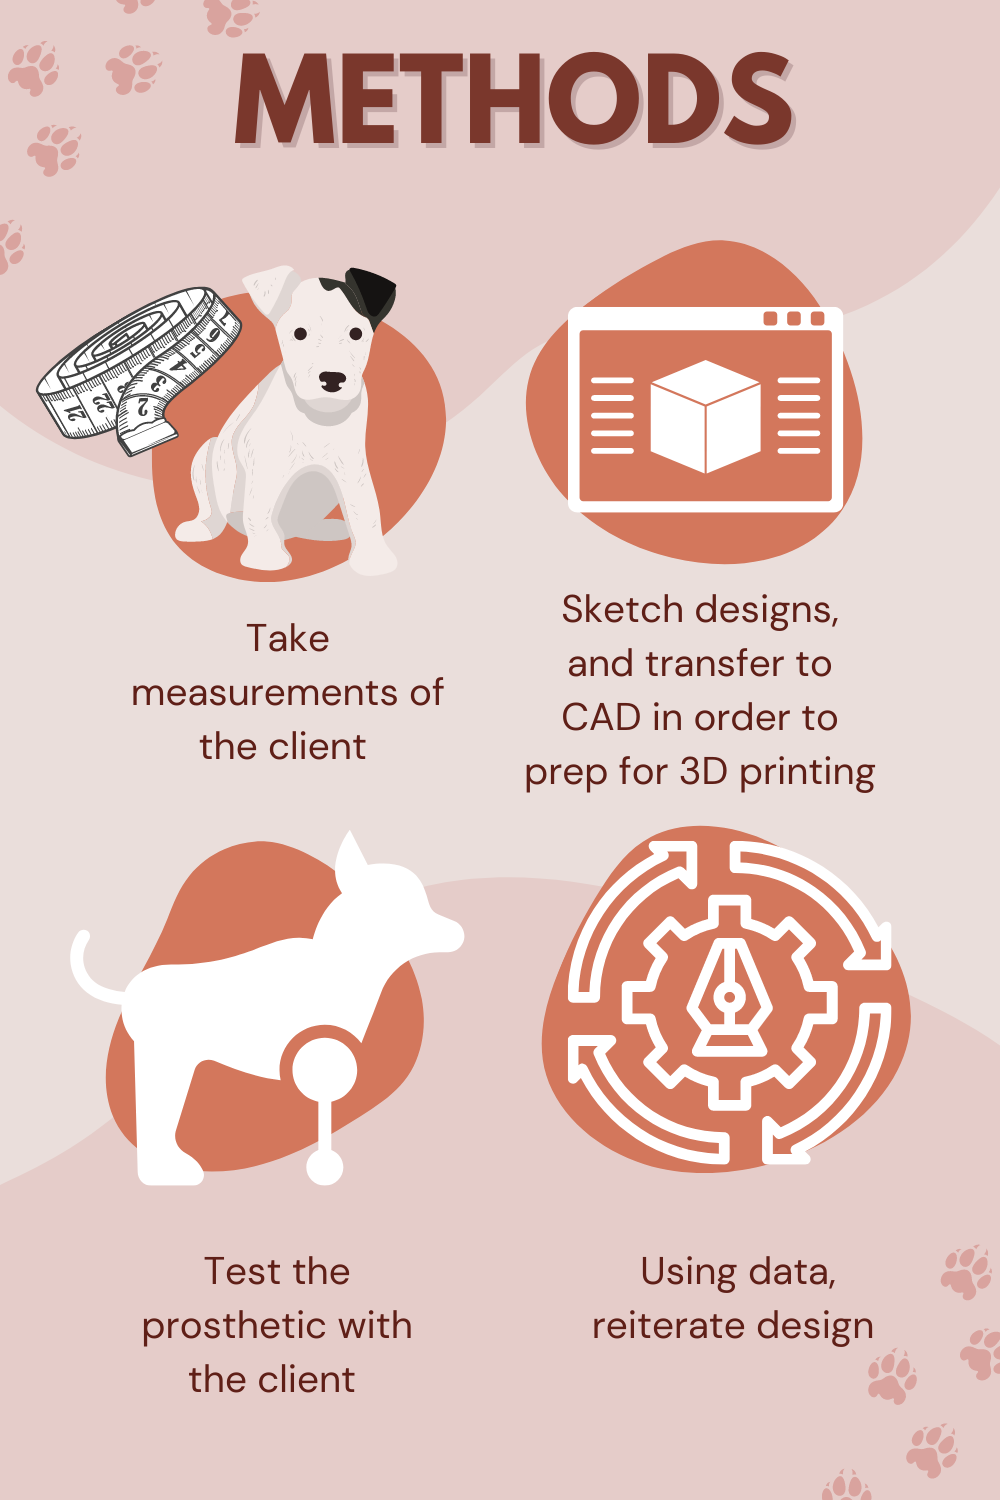 METHODS
Take
measurements of
the client
Sketch designs,
and transfer to
CAD in order to
prep for 3D printing
Test the
prosthetic with
the client
Using data,
reiterate design